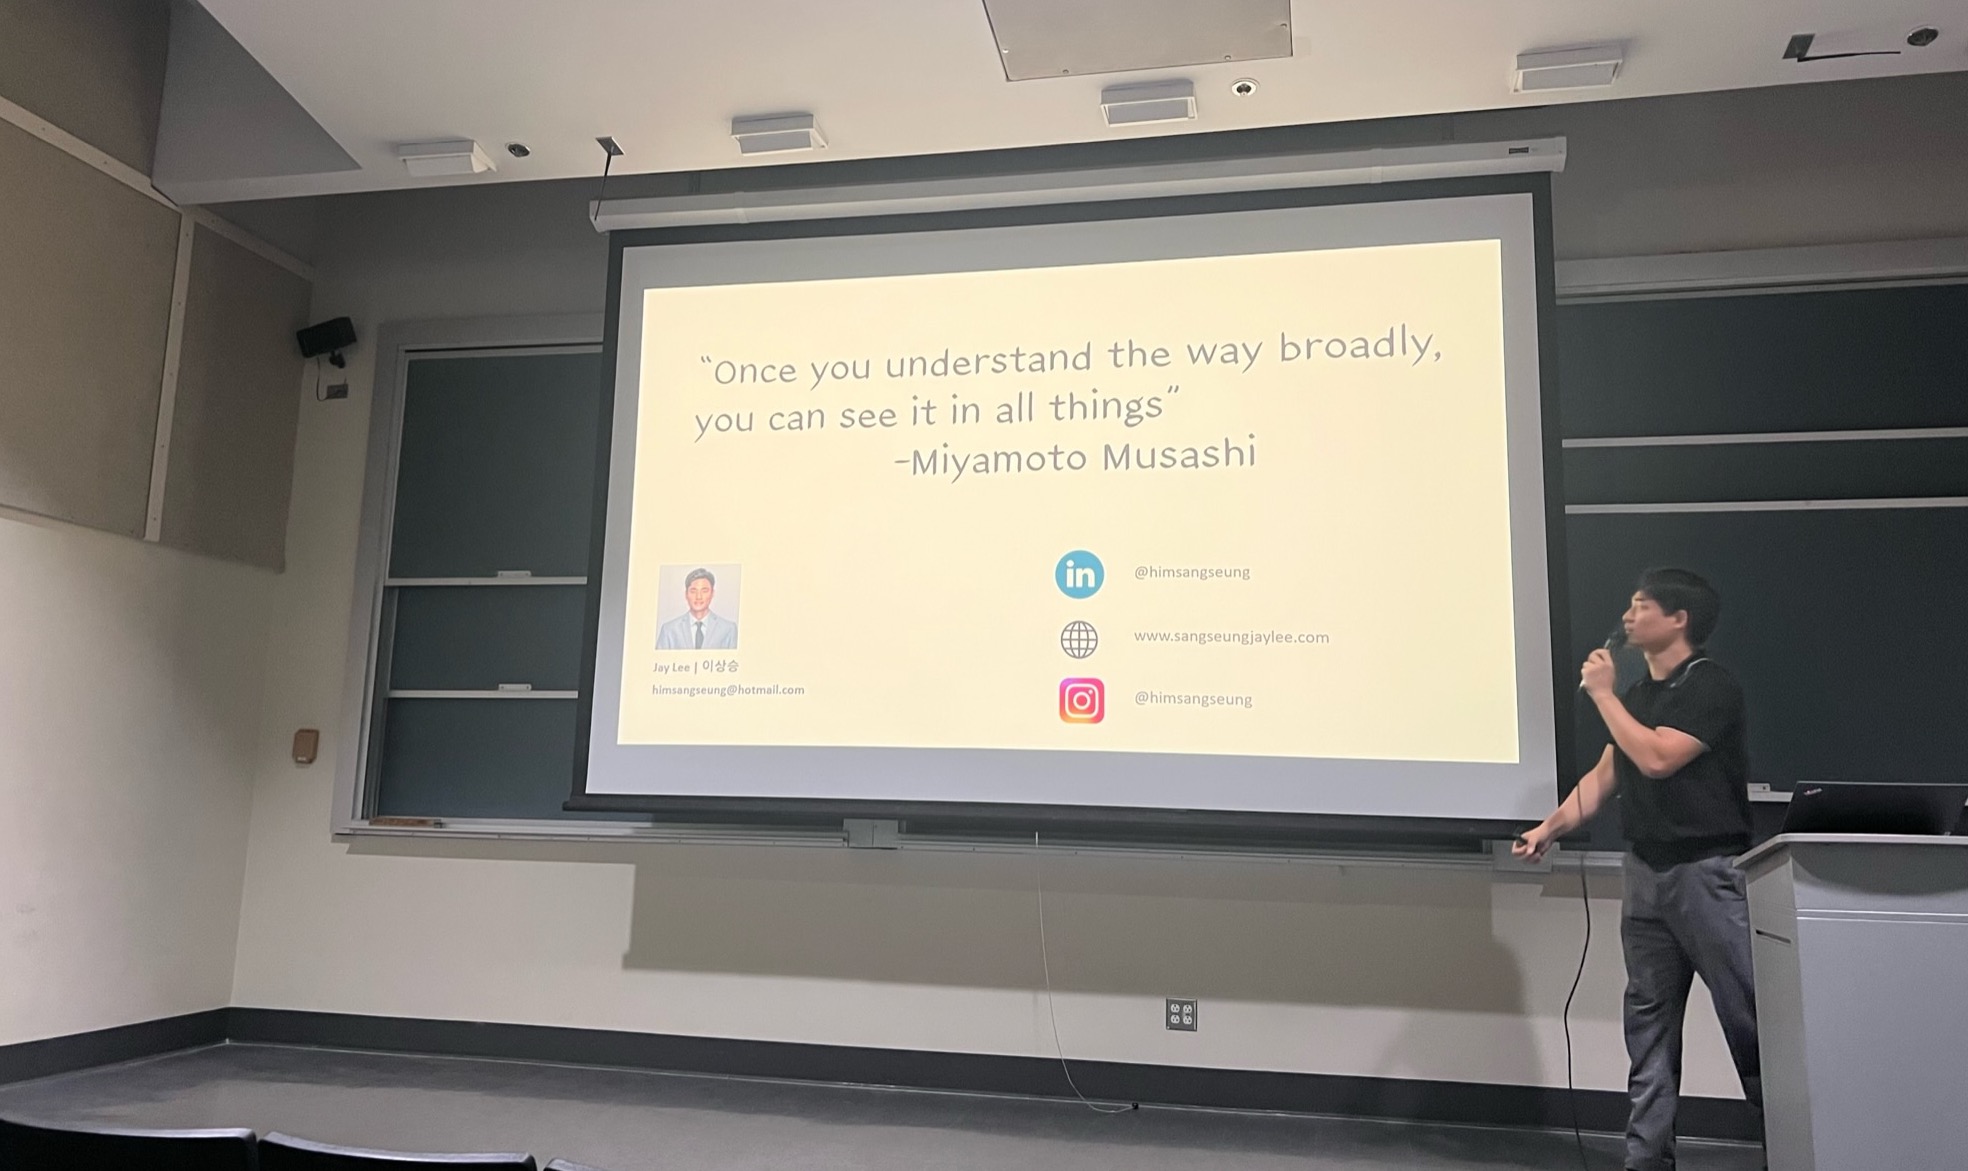 “Once you understand the way broadly,
you can see it in all things”
-Miyamoto Musashi
in
@himsangseung
www.sangseungjaylee.com
@himsangseung
Jay Lee | 이상승
himsangseung@hotmail.com